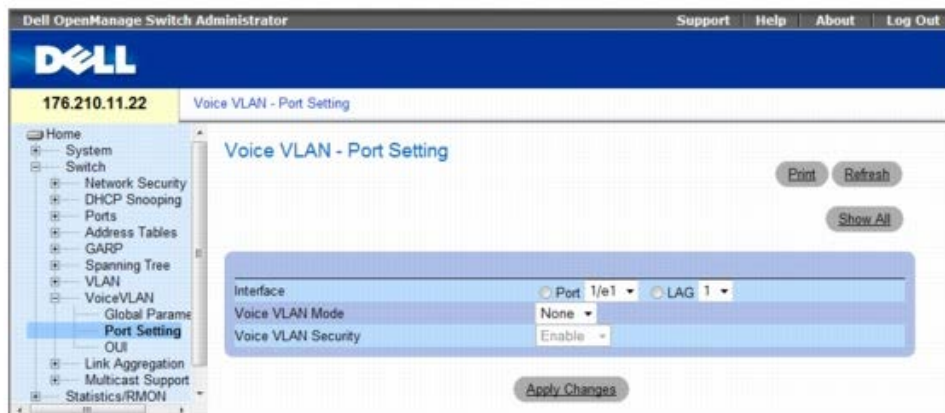 Dell OpenManage Switch Administrator Support Help About Log Out
DELL
176.210.11.22 Voice VLAN - Port Setting
Home
System
Switch
Network Security
DHCP Snooping
Ports
Address Tables
GARP
Spanning Tree
VLAN
VoiceVLAN
Global Parame
Port Setting
OUI
Link Aggregation
Multicast Support
Statistics/RMON
Voice VLAN - Port Setting
Print Refresh
Show All
Interface Port 1/e1 LAG 1
Voice VLAN Mode None
Voice VLAN Security Enable
Apply Changes